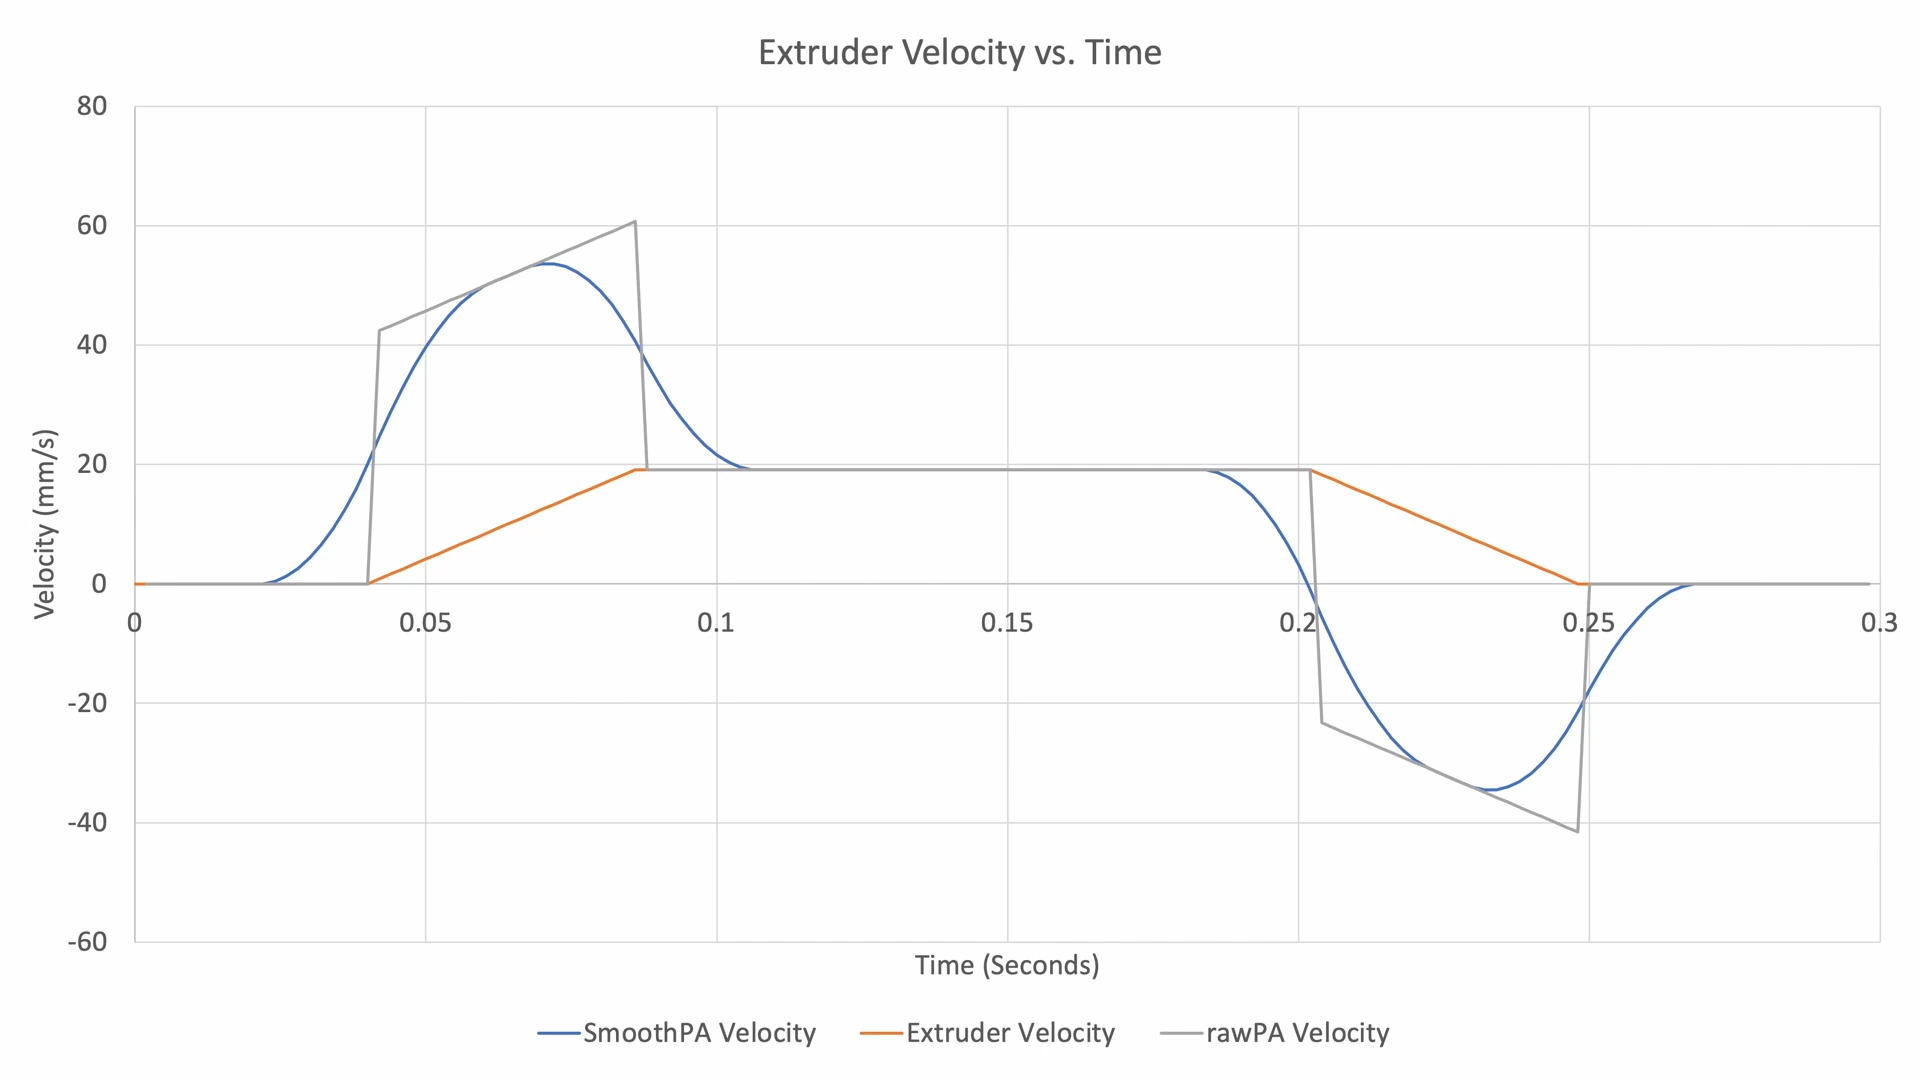 Extruder Velocity vs. Time
80
60
40
20
0
-20
-40
-60
Velocity (mm/s)
0 0.05 0.1 0.15 0.2 0.25 0.3
Time (Seconds)
SmoothPA Velocity Extruder Velocity rawPA Velocity